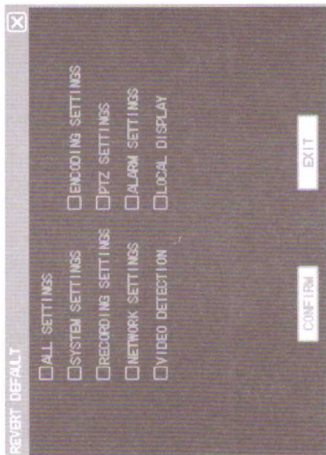 REVERT DEFAULT
ALL SETTINGS
SYSTEM SETTINGS
ENCODING SETTINGS
RECORDING SETTINGS
PTZ SETTINGS
NETWORK SETTINGS
ALARM SETTINGS
VIDEO DETECTION
LOCAL DISPLAY
CONFIRM
EXIT